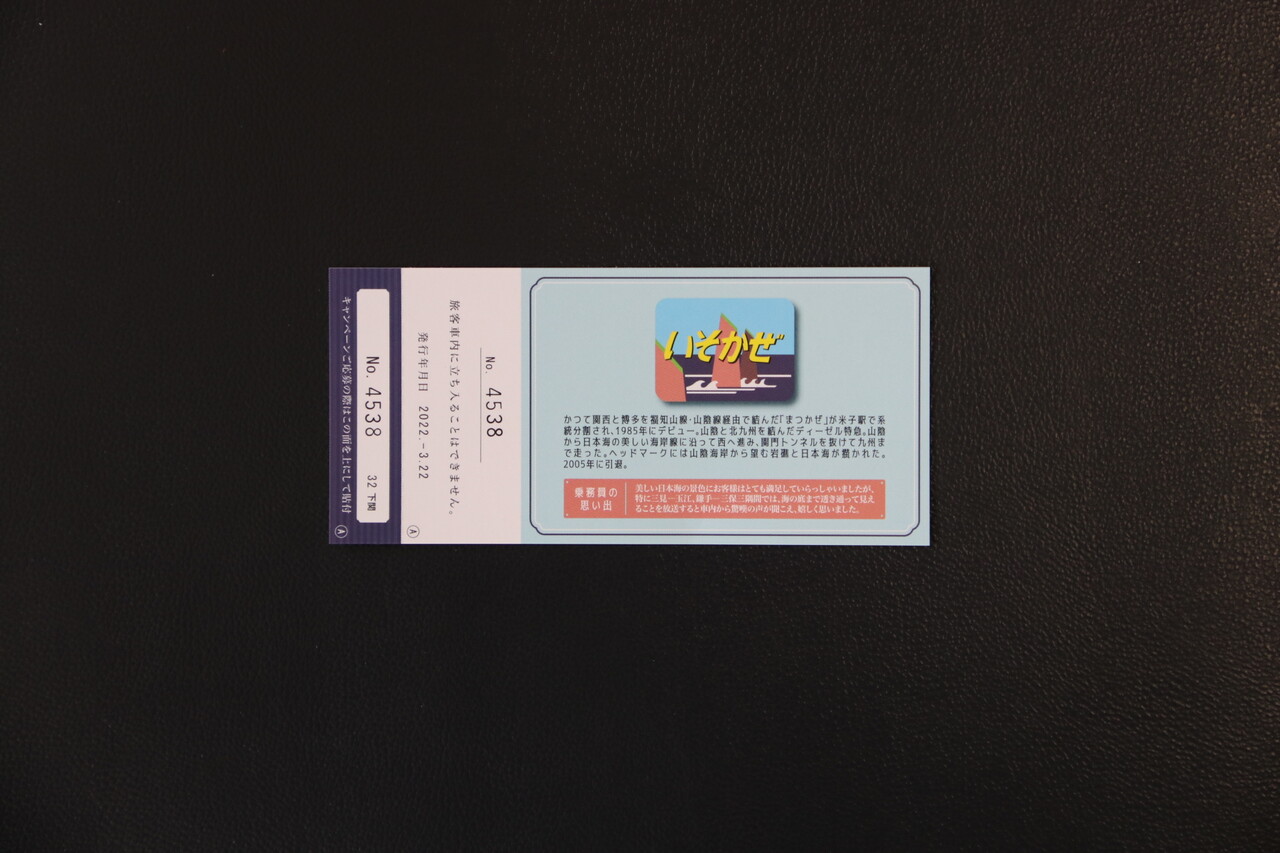 いそかぜ
かつて関西と博多を福知山線・山陰線経由で結んだ「まつかぜ」が米子駅で系
統分割され、1985年にデビュー。山陰と北九州を結んだディーゼル特急。山陰
から日本海の美しい海岸線に沿って西へ進み、関門トンネルを抜けて九州ま
で走った。ヘッドマークには山陰海岸から望む岩礁と日本海が描かれた。
2005年に引退。
乗務員の
思い出
美しい日本海の景色にお客様はとても満足していらっしゃいましたが、
特に三見―玉江、鎌手―三保三隅間では、海の底まで透き通って見え
ることを放送すると車内から驚嘆の声が聞こえ、嬉しく思いました。
No. 4538
旅客車内に立ち入ることはできません。
発行年月日 2022.-3.22
Ⓐ
No. 4538
32 下関
キャンペーンご応募の際はこの面を上にして貼付
Ⓐ